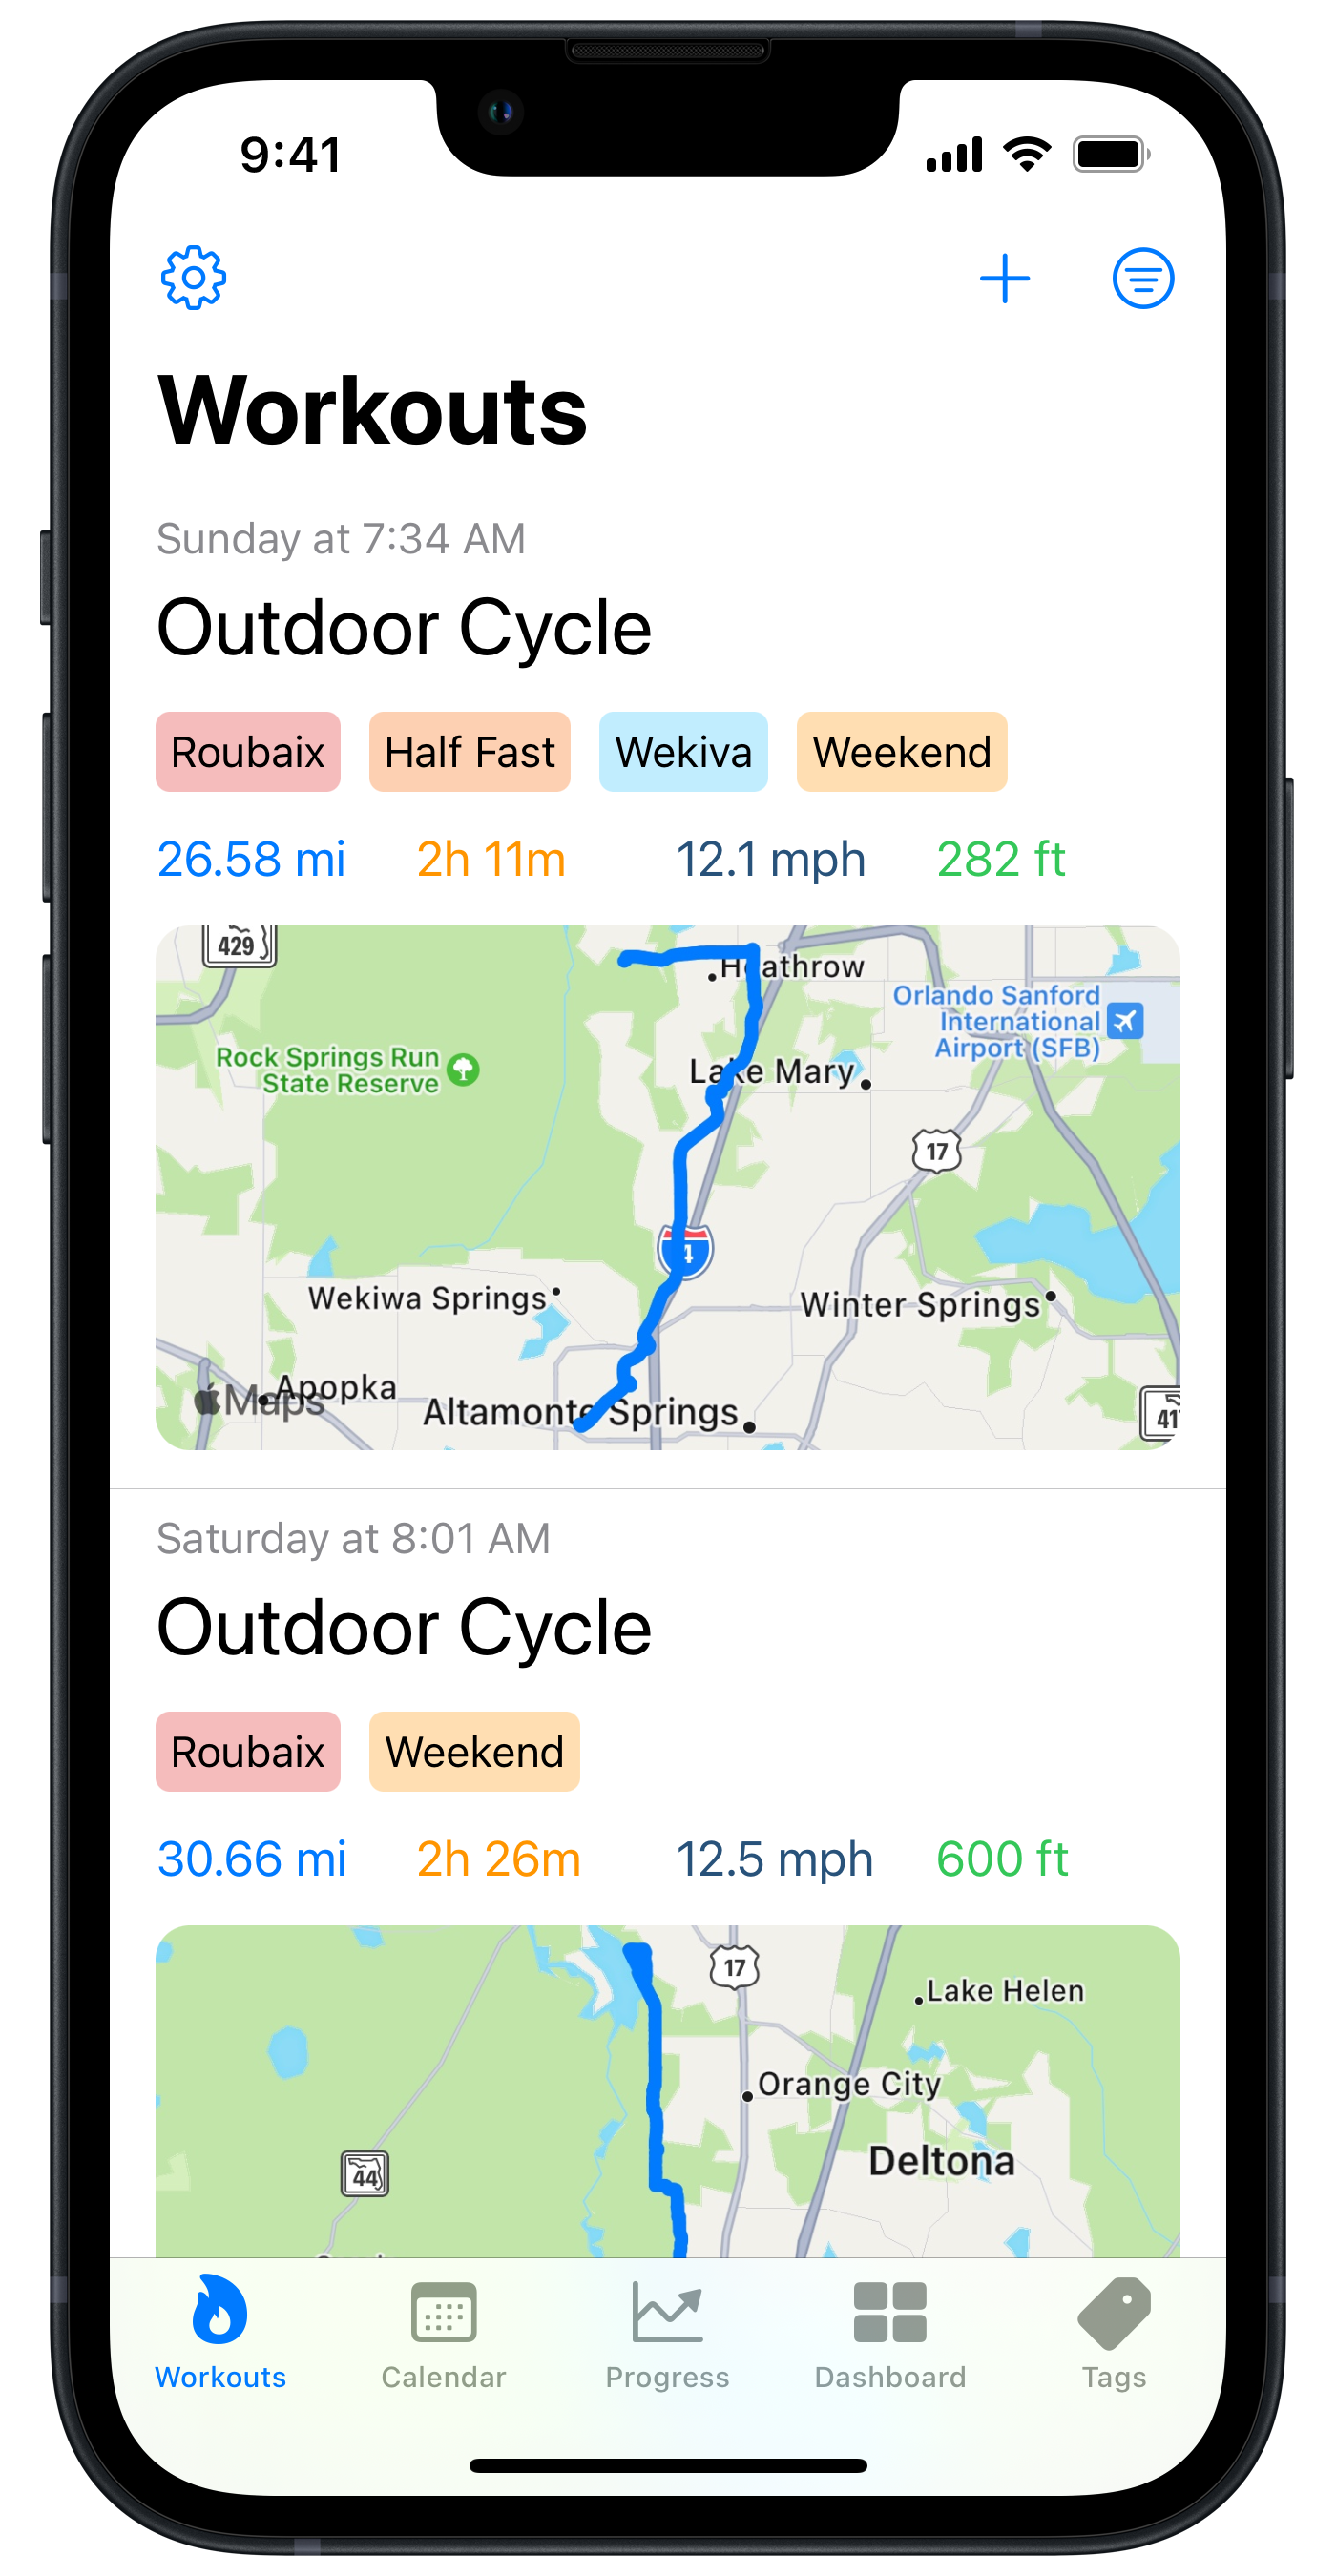 9:41
Workouts
Sunday at 7:34 AM
Outdoor Cycle
Roubaix Half Fast Wekiva Weekend
26.58 mi 2h 11m 12.1 mph 282 ft
429
Heathrow
Orlando Sanford
International
Airport (SFB)
Rock Springs Run
State Reserve
Lake Mary
17
4
Wekiwa Springs
Winter Springs
Apopka
Maps
Altamonte Springs
Saturday at 8:01 AM
Outdoor Cycle
Roubaix Weekend
30.66 mi 2h 26m 12.5 mph 600 ft
17
Lake Helen
Orange City
Deltona
44
Workouts Calendar Progress Dashboard Tags